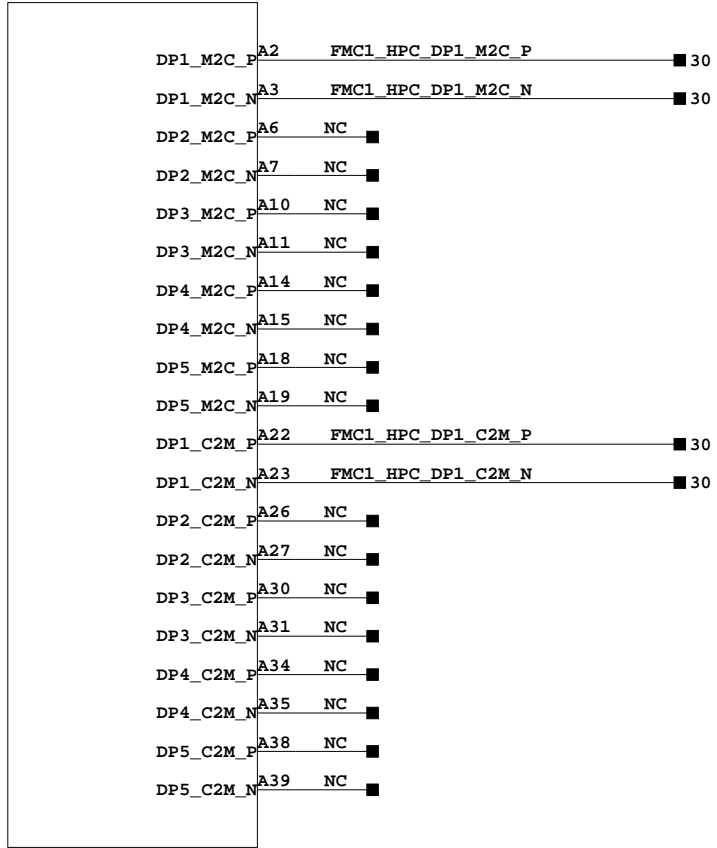 DP1_M2C_P A2 FMC1_HPC_DP1_M2C_P 30
DP1_M2C_N A3 FMC1_HPC_DP1_M2C_N 30
DP2_M2C_P A6 NC
DP2_M2C_N A7 NC
DP3_M2C_P A10 NC
DP3_M2C_N A11 NC
DP4_M2C_P A14 NC
DP4_M2C_N A15 NC
DP5_M2C_P A18 NC
DP5_M2C_N A19 NC
DP1_C2M_P A22 FMC1_HPC_DP1_C2M_P 30
DP1_C2M_N A23 FMC1_HPC_DP1_C2M_N 30
DP2_C2M_P A26 NC
DP2_C2M_N A27 NC
DP3_C2M_P A30 NC
DP3_C2M_N A31 NC
DP4_C2M_P A34 NC
DP4_C2M_N A35 NC
DP5_C2M_P A38 NC
DP5_C2M_N A39 NC